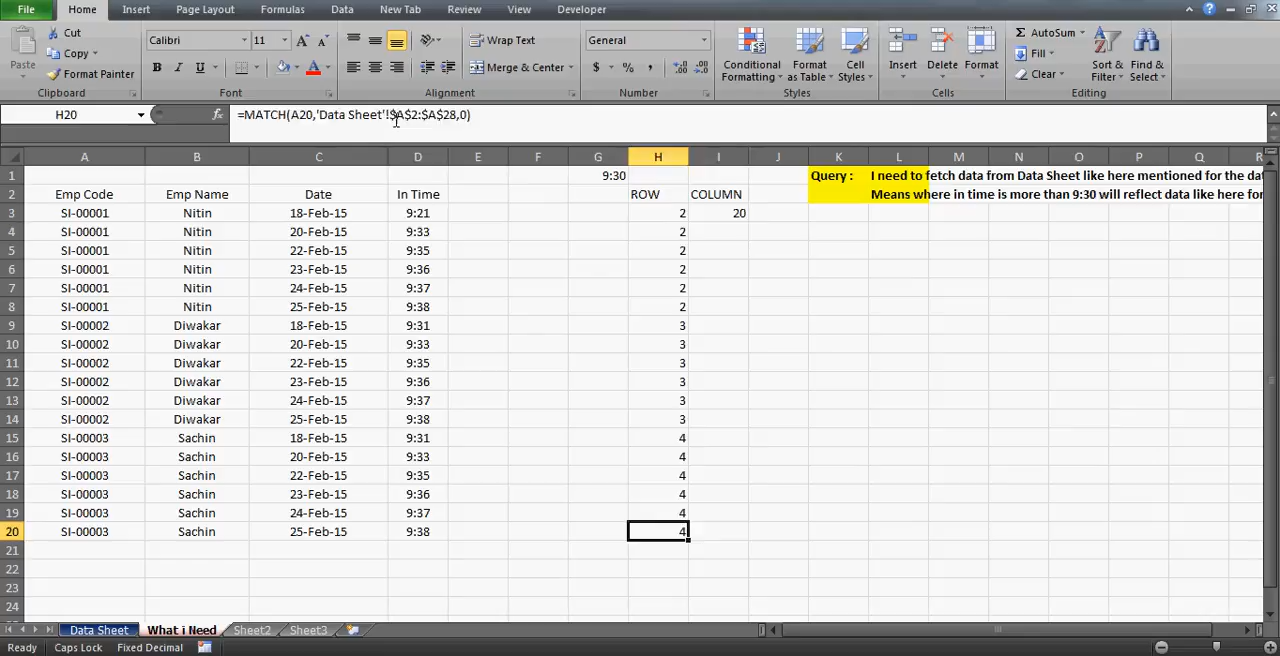 File Home Insert Page Layout Formulas Data New Tab Review View Developer
Cut Calibri 11 Wrap Text General AutoSum
Copy Fill
Paste Format Painter Merge & Center Conditional Formatting Format as Table Cell Styles Insert Delete Format Clear Sort & Filter Find & Select
Clipboard Font Alignment Number Styles Cells Editing
H20 fx =MATCH(A20,'Data Sheet'!$A$2:$A$28,0)
A B C D E F G H I J K L M N O P Q R
1 9:30 Query : I need to fetch data from Data Sheet like here mentioned for the dat
2 Emp Code Emp Name Date In Time ROW COLUMN Means where in time is more than 9:30 will reflect data like here for
3 SI-00001 Nitin 18-Feb-15 9:21 2 20
4 SI-00001 Nitin 20-Feb-15 9:33 2
5 SI-00001 Nitin 22-Feb-15 9:35 2
6 SI-00001 Nitin 23-Feb-15 9:36 2
7 SI-00001 Nitin 24-Feb-15 9:37 2
8 SI-00001 Nitin 25-Feb-15 9:38 2
9 SI-00002 Diwakar 18-Feb-15 9:31 3
10 SI-00002 Diwakar 20-Feb-15 9:33 3
11 SI-00002 Diwakar 22-Feb-15 9:35 3
12 SI-00002 Diwakar 23-Feb-15 9:36 3
13 SI-00002 Diwakar 24-Feb-15 9:37 3
14 SI-00002 Diwakar 25-Feb-15 9:38 3
15 SI-00003 Sachin 18-Feb-15 9:31 4
16 SI-00003 Sachin 20-Feb-15 9:33 4
17 SI-00003 Sachin 22-Feb-15 9:35 4
18 SI-00003 Sachin 23-Feb-15 9:36 4
19 SI-00003 Sachin 24-Feb-15 9:37 4
20 SI-00003 Sachin 25-Feb-15 9:38 4
21
22
23
24
Data Sheet What i Need Sheet2 Sheet3
Ready Caps Lock Fixed Decimal